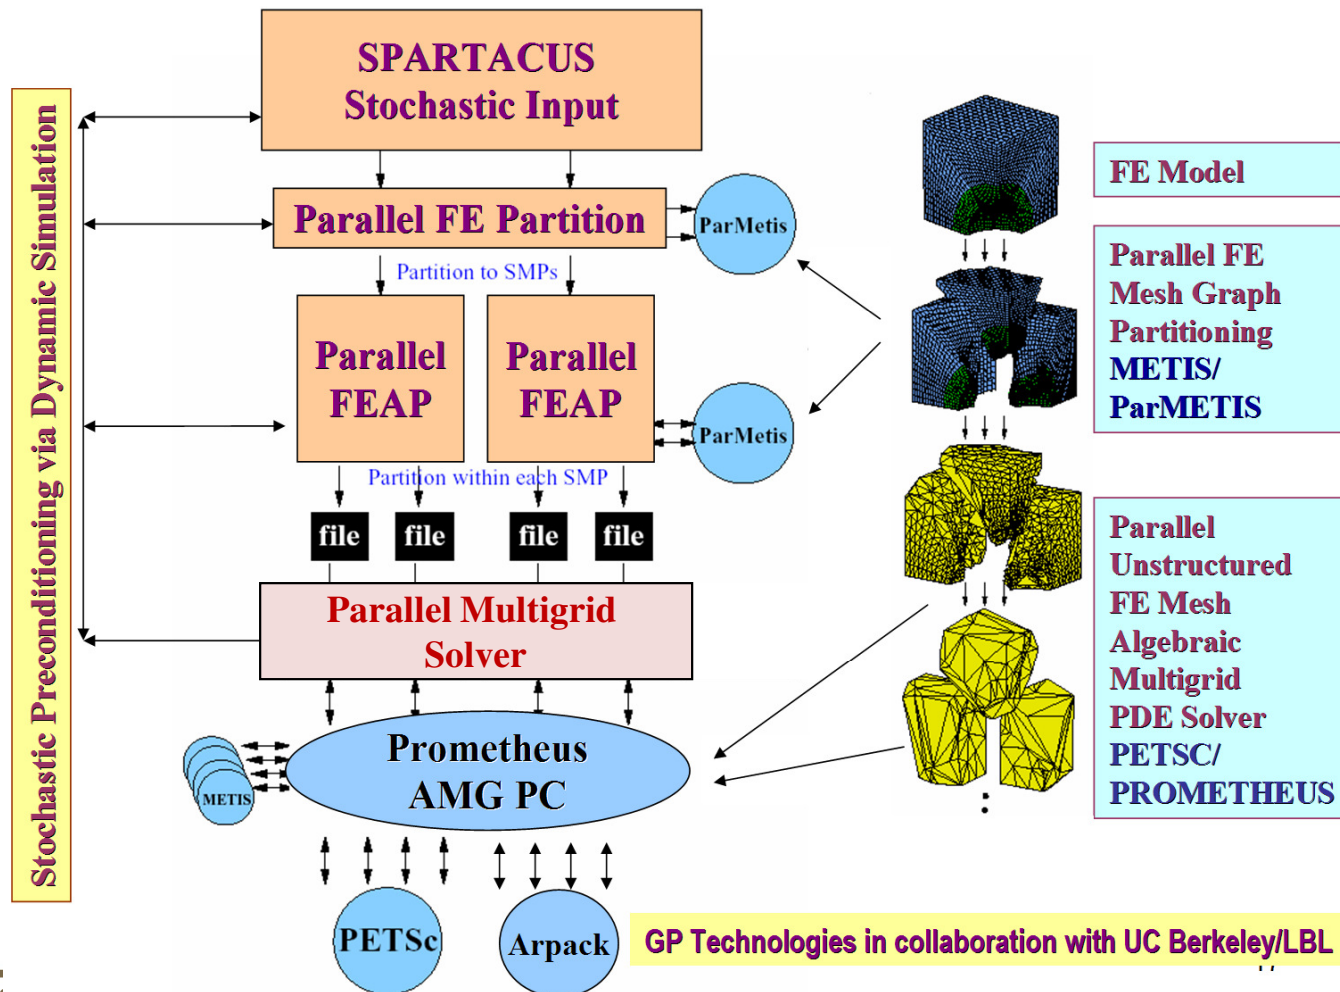 Stochastic Preconditioning via Dynamic Simulation
SPARTACUS
Stochastic Input
Parallel FE Partition
ParMetis
Partition to SMPs
Parallel
FEAP
Parallel
FEAP
ParMetis
Partition within each SMP
file
file
file
file
Parallel Multigrid
Solver
Prometheus
AMG PC
METIS
PETSc
Arpack
FE Model
Parallel FE
Mesh Graph
Partitioning
METIS/
ParMETIS
Parallel
Unstructured
FE Mesh
Algebraic
Multigrid
PDE Solver
PETSC/
PROMETHEUS
GP Technologies in collaboration with UC Berkeley/LBL